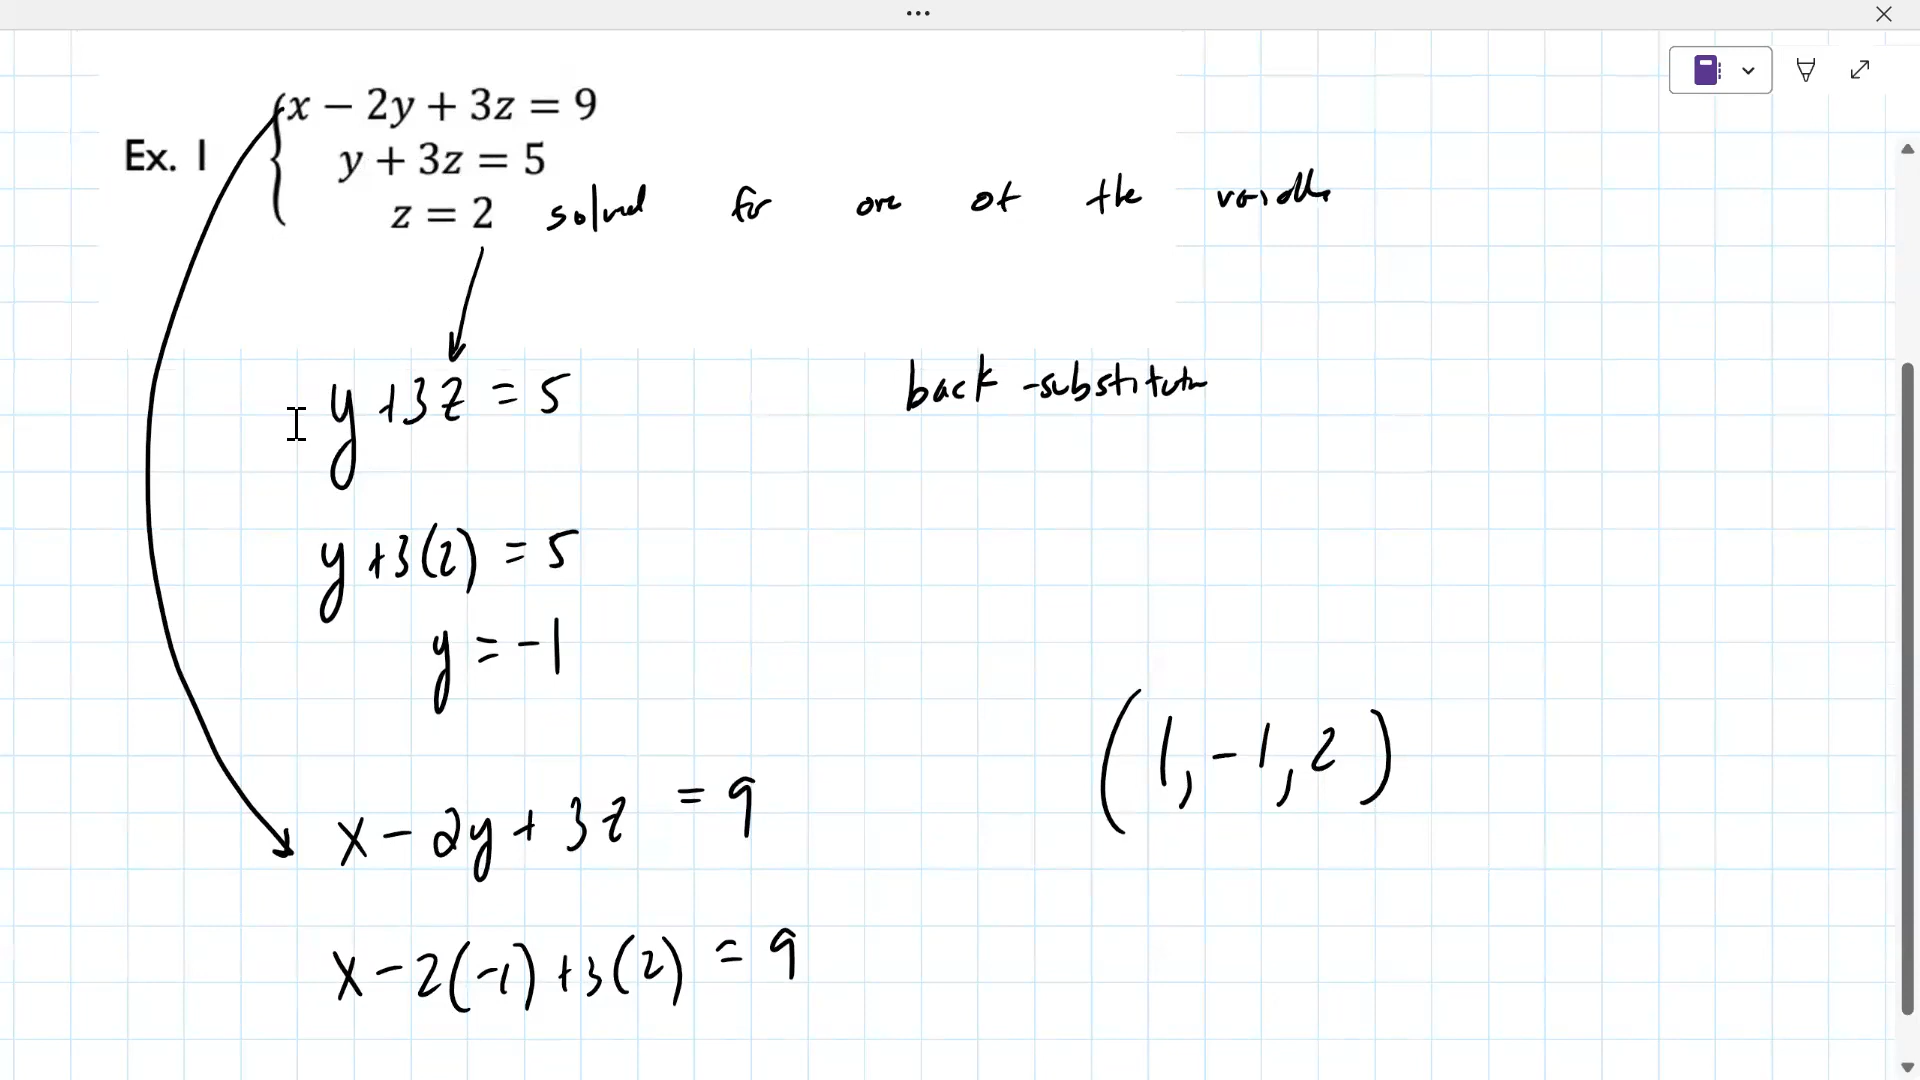 Ex. 1
x − 2y + 3z = 9
y + 3z = 5
z = 2 solved for one of the variable
y + 3z = 5
back-substitution
y + 3(2) = 5
y = -1
(1, -1, 2)
x - 2y + 3z = 9
x - 2(-1) + 3(2) = 9